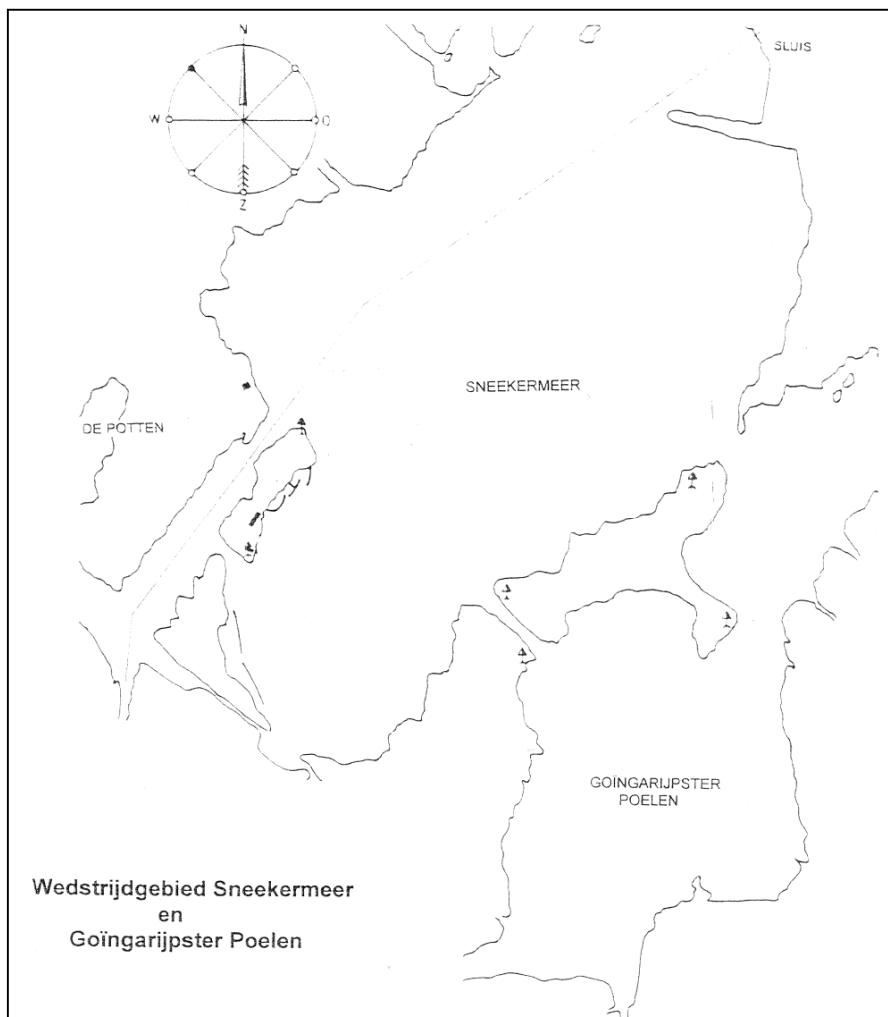 N
W
O
Z
SLUIS
SNEEKERMEER
DE POTTEN
GOÏNGARIJPSTER
POELEN
Wedstrijdgebied Sneekermeer
en
Goïngarijpster Poelen